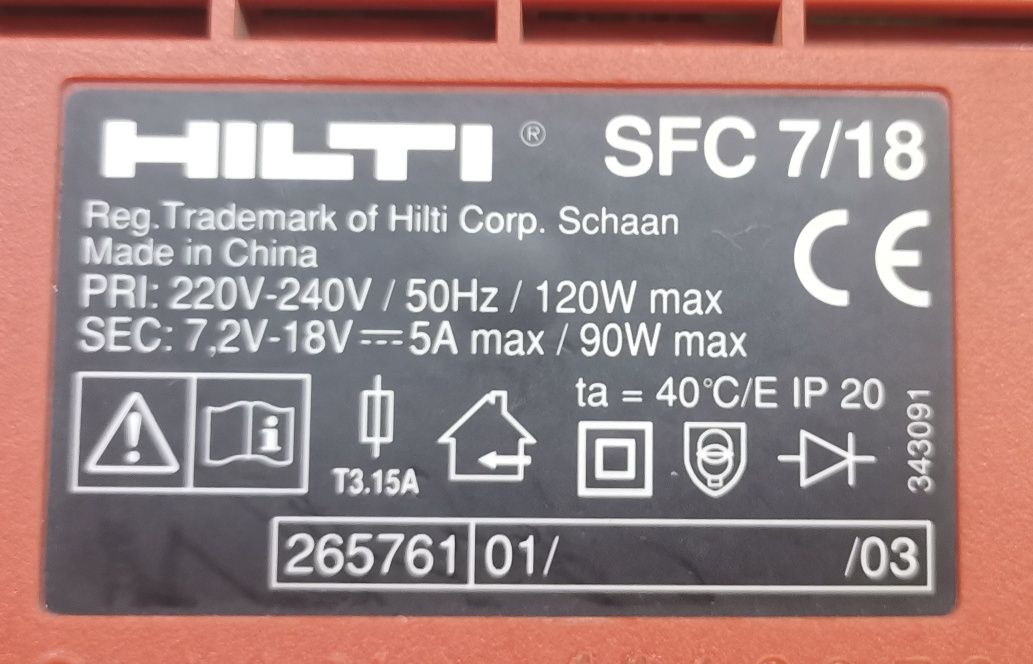 HILTI ® SFC 7/18
Reg.Trademark of Hilti Corp. Schaan
Made in China
CE
PRI: 220V-240V / 50Hz / 120W max
SEC: 7,2V-18V⎓5A max / 90W max
ta = 40°C/E IP 20
T3.15A
343091
265761 01/ /03